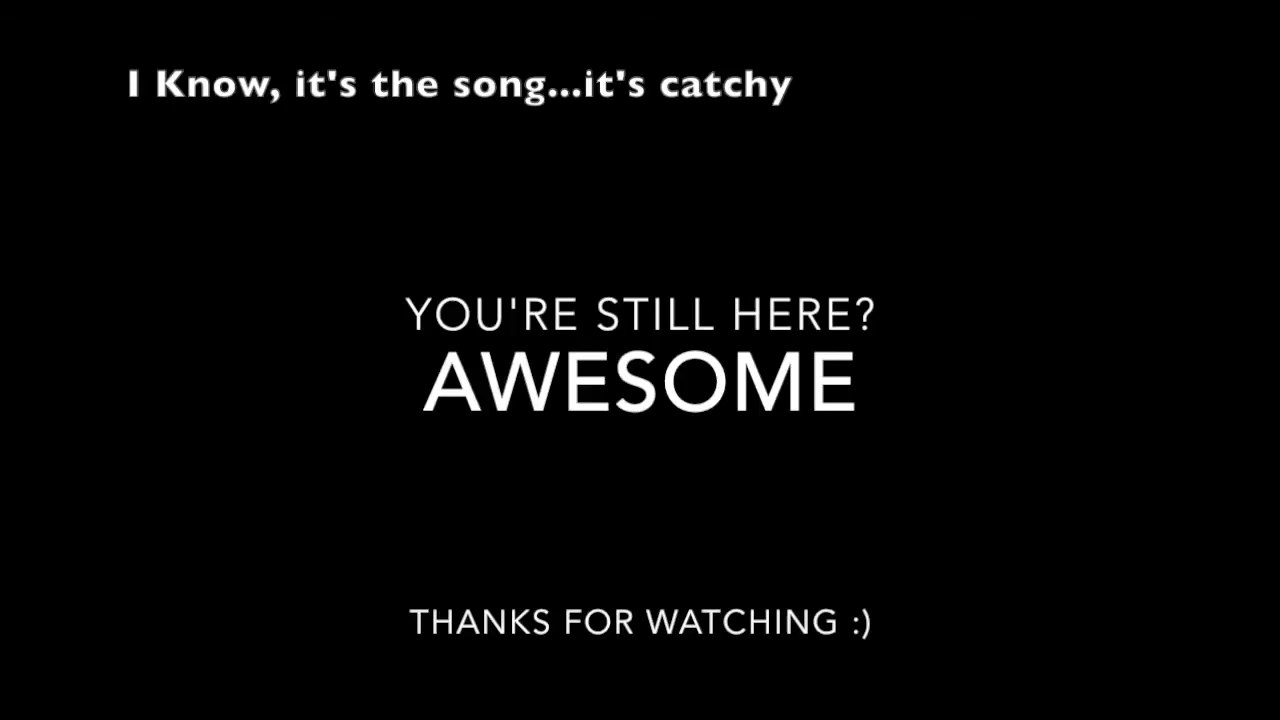 I Know, it's the song...it's catchy
YOU'RE STILL HERE?
AWESOME
THANKS FOR WATCHING :)